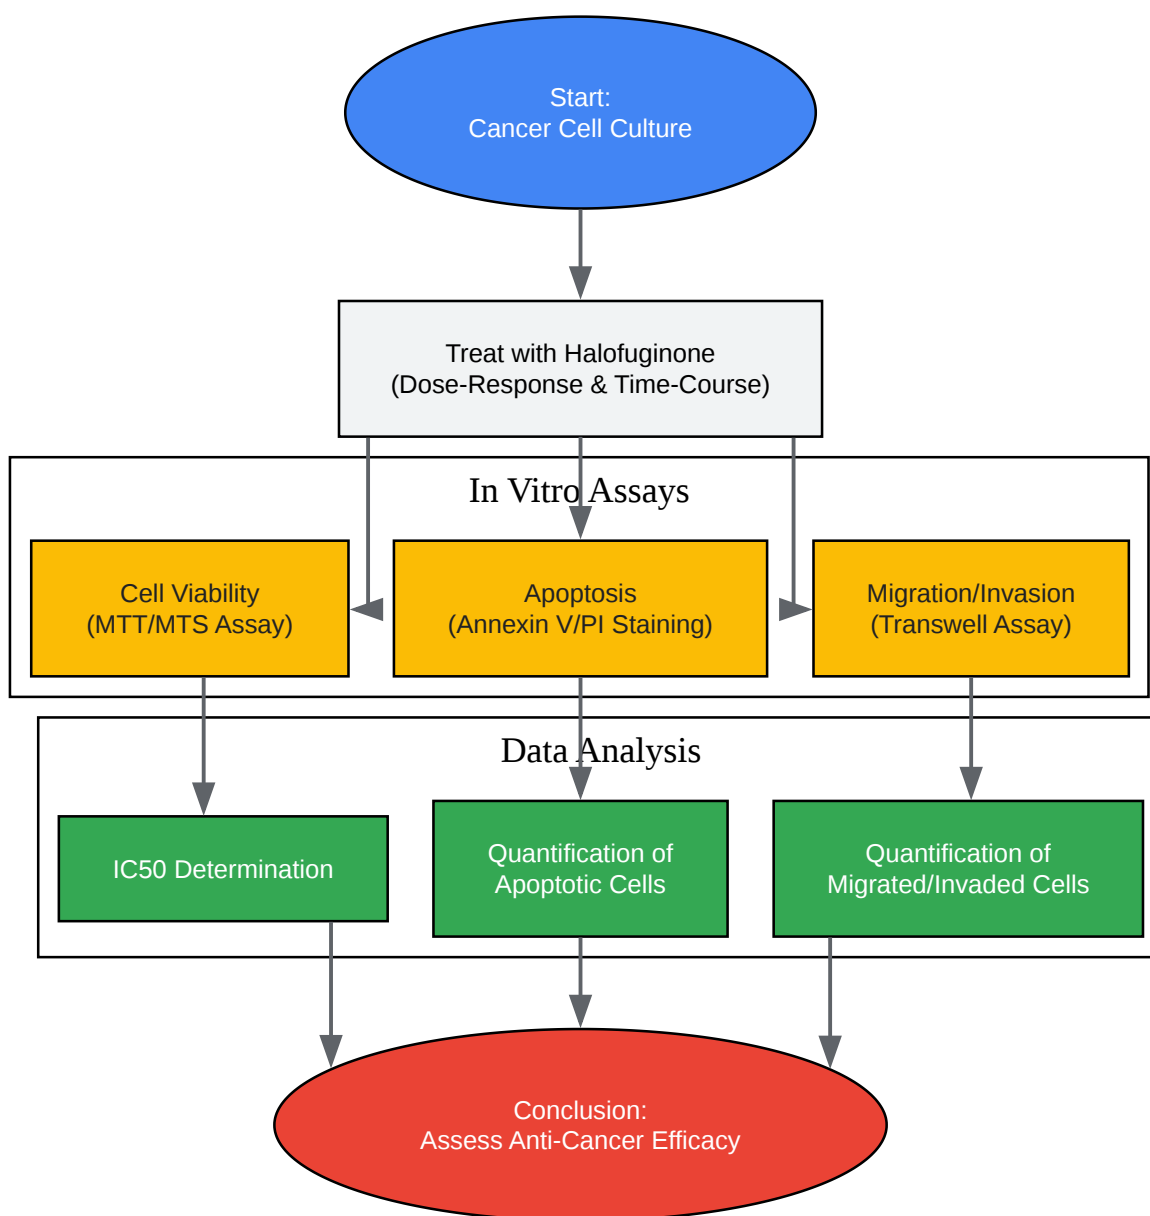 Start:
Cancer Cell Culture
Treat with Halofuginone
(Dose-Response & Time-Course)
In Vitro Assays
Cell Viability
(MTT/MTS Assay)
Apoptosis
(Annexin V/PI Staining)
Migration/Invasion
(Transwell Assay)
Data Analysis
IC50 Determination
Quantification of
Apoptotic Cells
Quantification of
Migrated/Invaded Cells
Conclusion:
Assess Anti-Cancer Efficacy